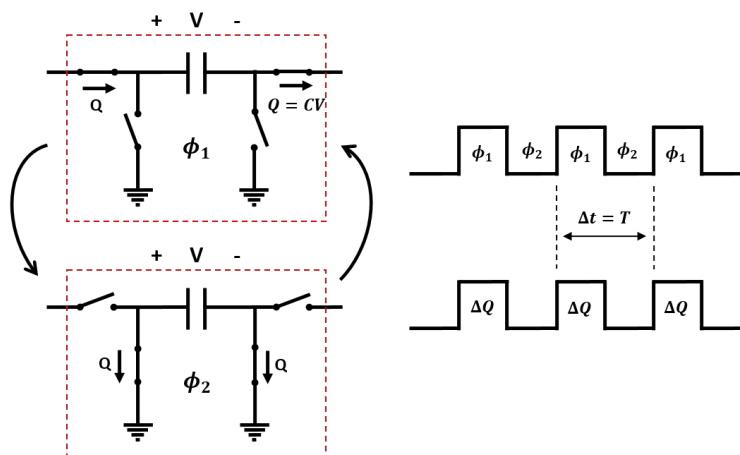 + V -
Q
Q = CV
ϕ₁
+ V -
Q
Q
ϕ₂
ϕ₁ ϕ₂ ϕ₁ ϕ₂ ϕ₁
Δt = T
ΔQ ΔQ ΔQ